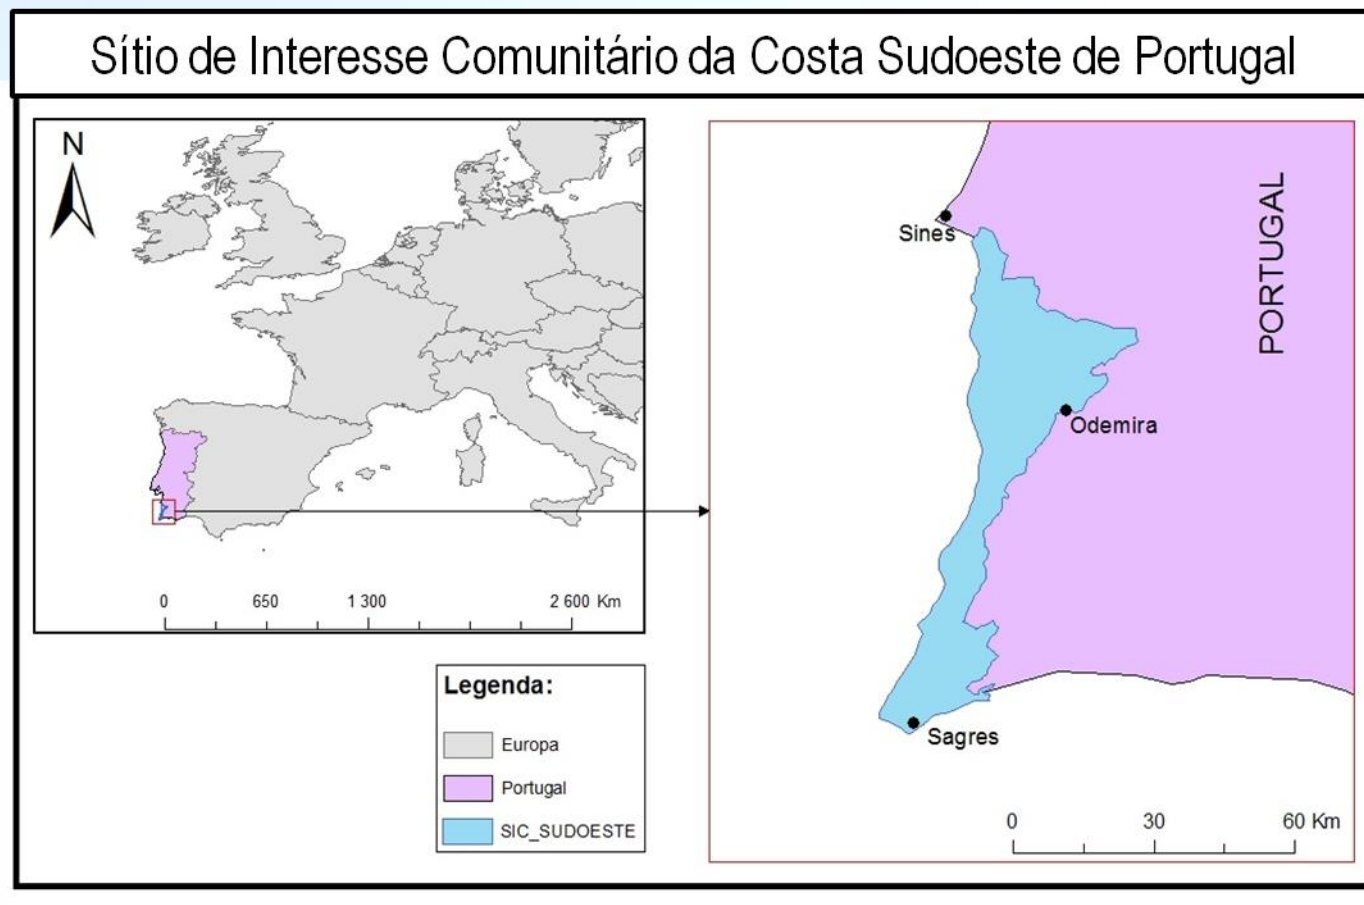 Sítio de Interesse Comunitário da Costa Sudoeste de Portugal
N
0 650 1 300 2 600 Km
Legenda:
Europa
Portugal
SIC_SUDOESTE
PORTUGAL
Sines
Odemira
Sagres
0 30 60 Km